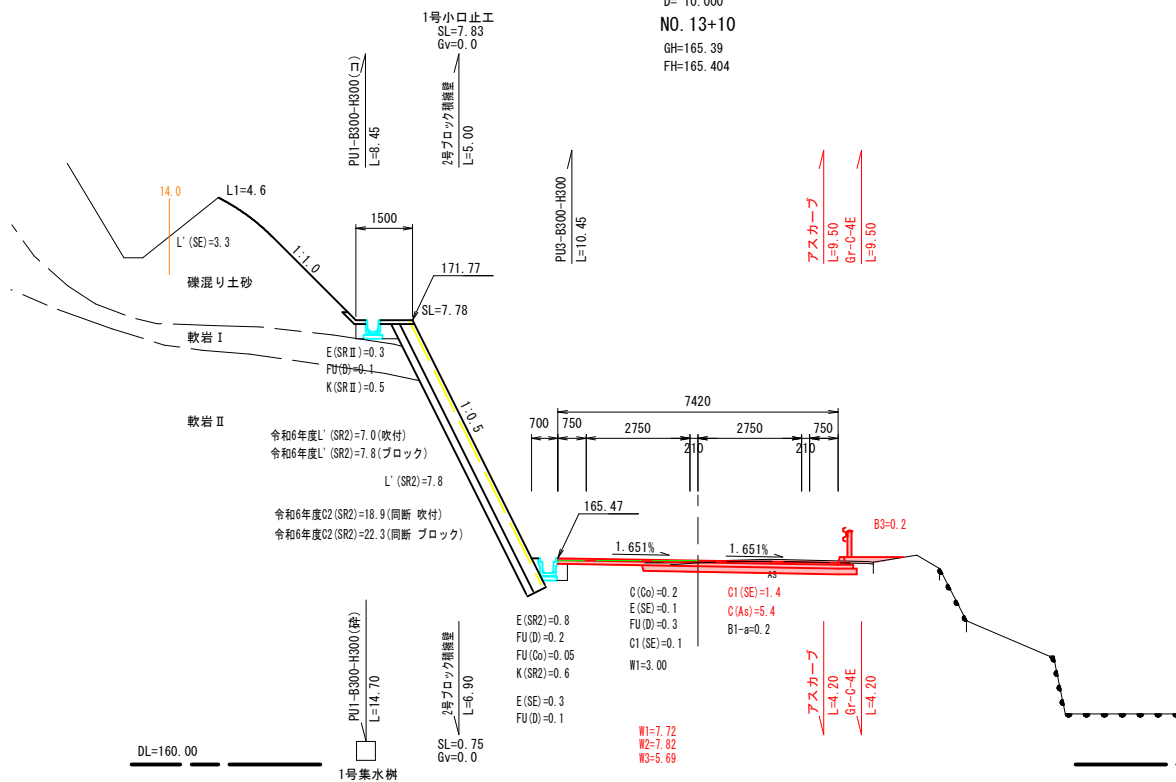 D= 10.000
NO. 13+10
GH=165.39
FH=165.404
1号小口止工
SL=7.83
Gv=0.0
PU1-B300-H300(コ)
L=8.45
2号ブロック積擁壁
L=5.00
PU3-B300-H300
L=10.45
アスカーブ
L=9.50
Gr-C-4E
L=9.50
14.0
L1=4.6
1500
L'(SE)=3.3
1:1.0
171.77
礫混り土砂
SL=7.78
軟岩Ⅰ
E(SRⅡ)=0.3
FU(D)=0.1
K(SRⅡ)=0.5
軟岩Ⅱ
1:0.5
7420
700
750
2750
210
2750
210
750
令和6年度L'(SR2)=7.0(吹付)
令和6年度L'(SR2)=7.8(ブロック)
L'(SR2)=7.8
令和6年度C2(SR2)=18.9(同断 吹付)
令和6年度C2(SR2)=22.3(同断 ブロック)
165.47
1.651%
1.651%
B3=0.2
AS
E(SR2)=0.8
FU(D)=0.2
FU(Co)=0.05
K(SR2)=0.6
E(SE)=0.3
FU(D)=0.1
C(Co)=0.2
E(SE)=0.1
FU(D)=0.3
C1(SE)=0.1
W1=3.00
C1(SE)=1.4
C(As)=5.4
B1-a=0.2
PU1-B300-H300(砕)
L=14.70
2号ブロック積擁壁
L=6.90
アスカーブ
L=4.20
Gr-C-4E
L=4.20
SL=0.75
Gv=0.0
W1=7.72
W2=7.82
W3=5.69
DL=160.00
1号集水桝